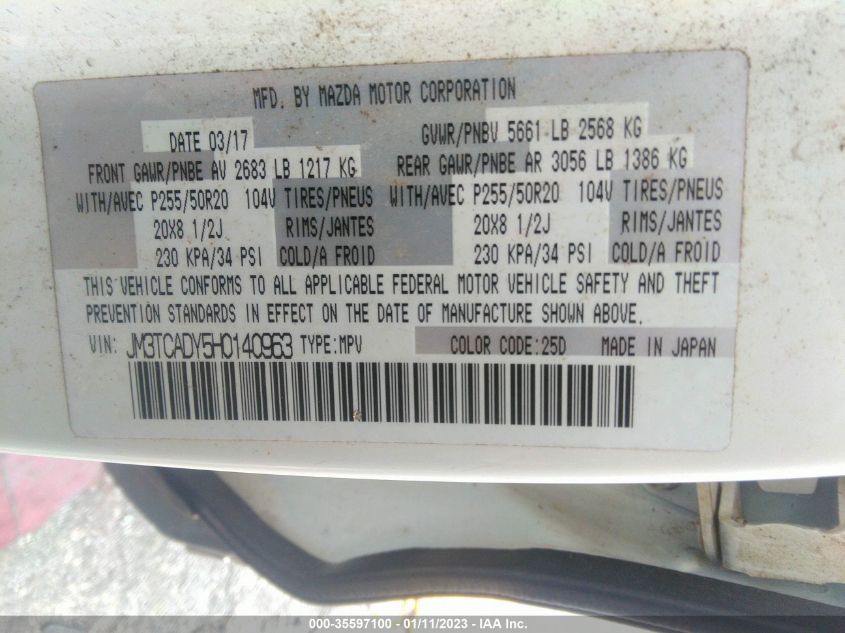 MFD. BY MAZDA MOTOR CORPORATION
DATE 03/17 GVWR/PNBV 5661 LB 2568 KG
FRONT GAWR/PNBE AV 2683 LB 1217 KG REAR GAWR/PNBE AR 3056 LB 1386 KG
WITH/AVEC P255/50R20 104V TIRES/PNEUS WITH/AVEC P255/50R20 104V TIRES/PNEUS
20X8 1/2J RIMS/JANTES 20X8 1/2J RIMS/JANTES
230 KPA/34 PSI COLD/A FROID 230 KPA/34 PSI COLD/A FROID
THIS VEHICLE CONFORMS TO ALL APPLICABLE FEDERAL MOTOR VEHICLE SAFETY AND THEFT
PREVENTION STANDARDS IN EFFECT ON THE DATE OF MANUFACTURE SHOWN ABOVE.
VIN: JM3TCADY5H0140963 TYPE:MPV COLOR CODE:25D MADE IN JAPAN
000-35597100 - 01/11/2023 - IAA Inc.